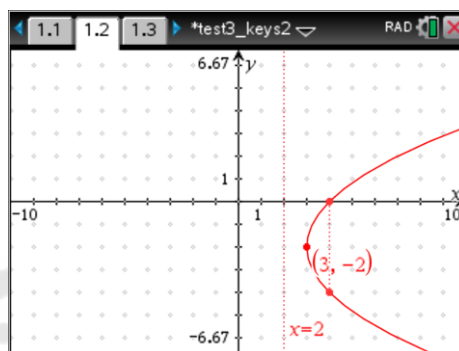 1.1 1.2 1.3 *test3_keys2 RAD
6.67 y
1
x
-10 1 10
(3, -2)
x=2
-6.67